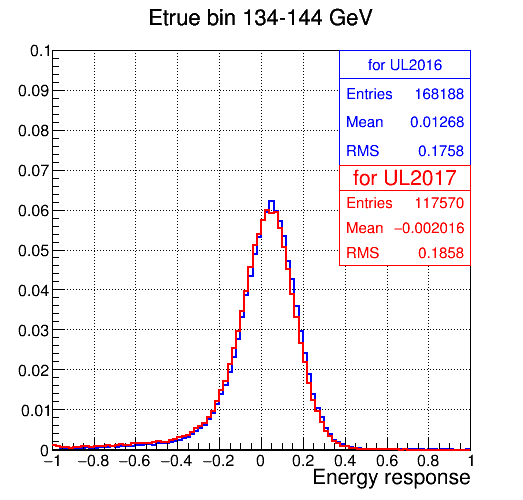 Etrue bin 134-144 GeV
for UL2016
Entries 168188
Mean 0.01268
RMS 0.1758
for UL2017
Entries 117570
Mean −0.002016
RMS 0.1858
0.1
0.09
0.08
0.07
0.06
0.05
0.04
0.03
0.02
0.01
0
−1 −0.8 −0.6 −0.4 −0.2 0 0.2 0.4 0.6 0.8 1
Energy response